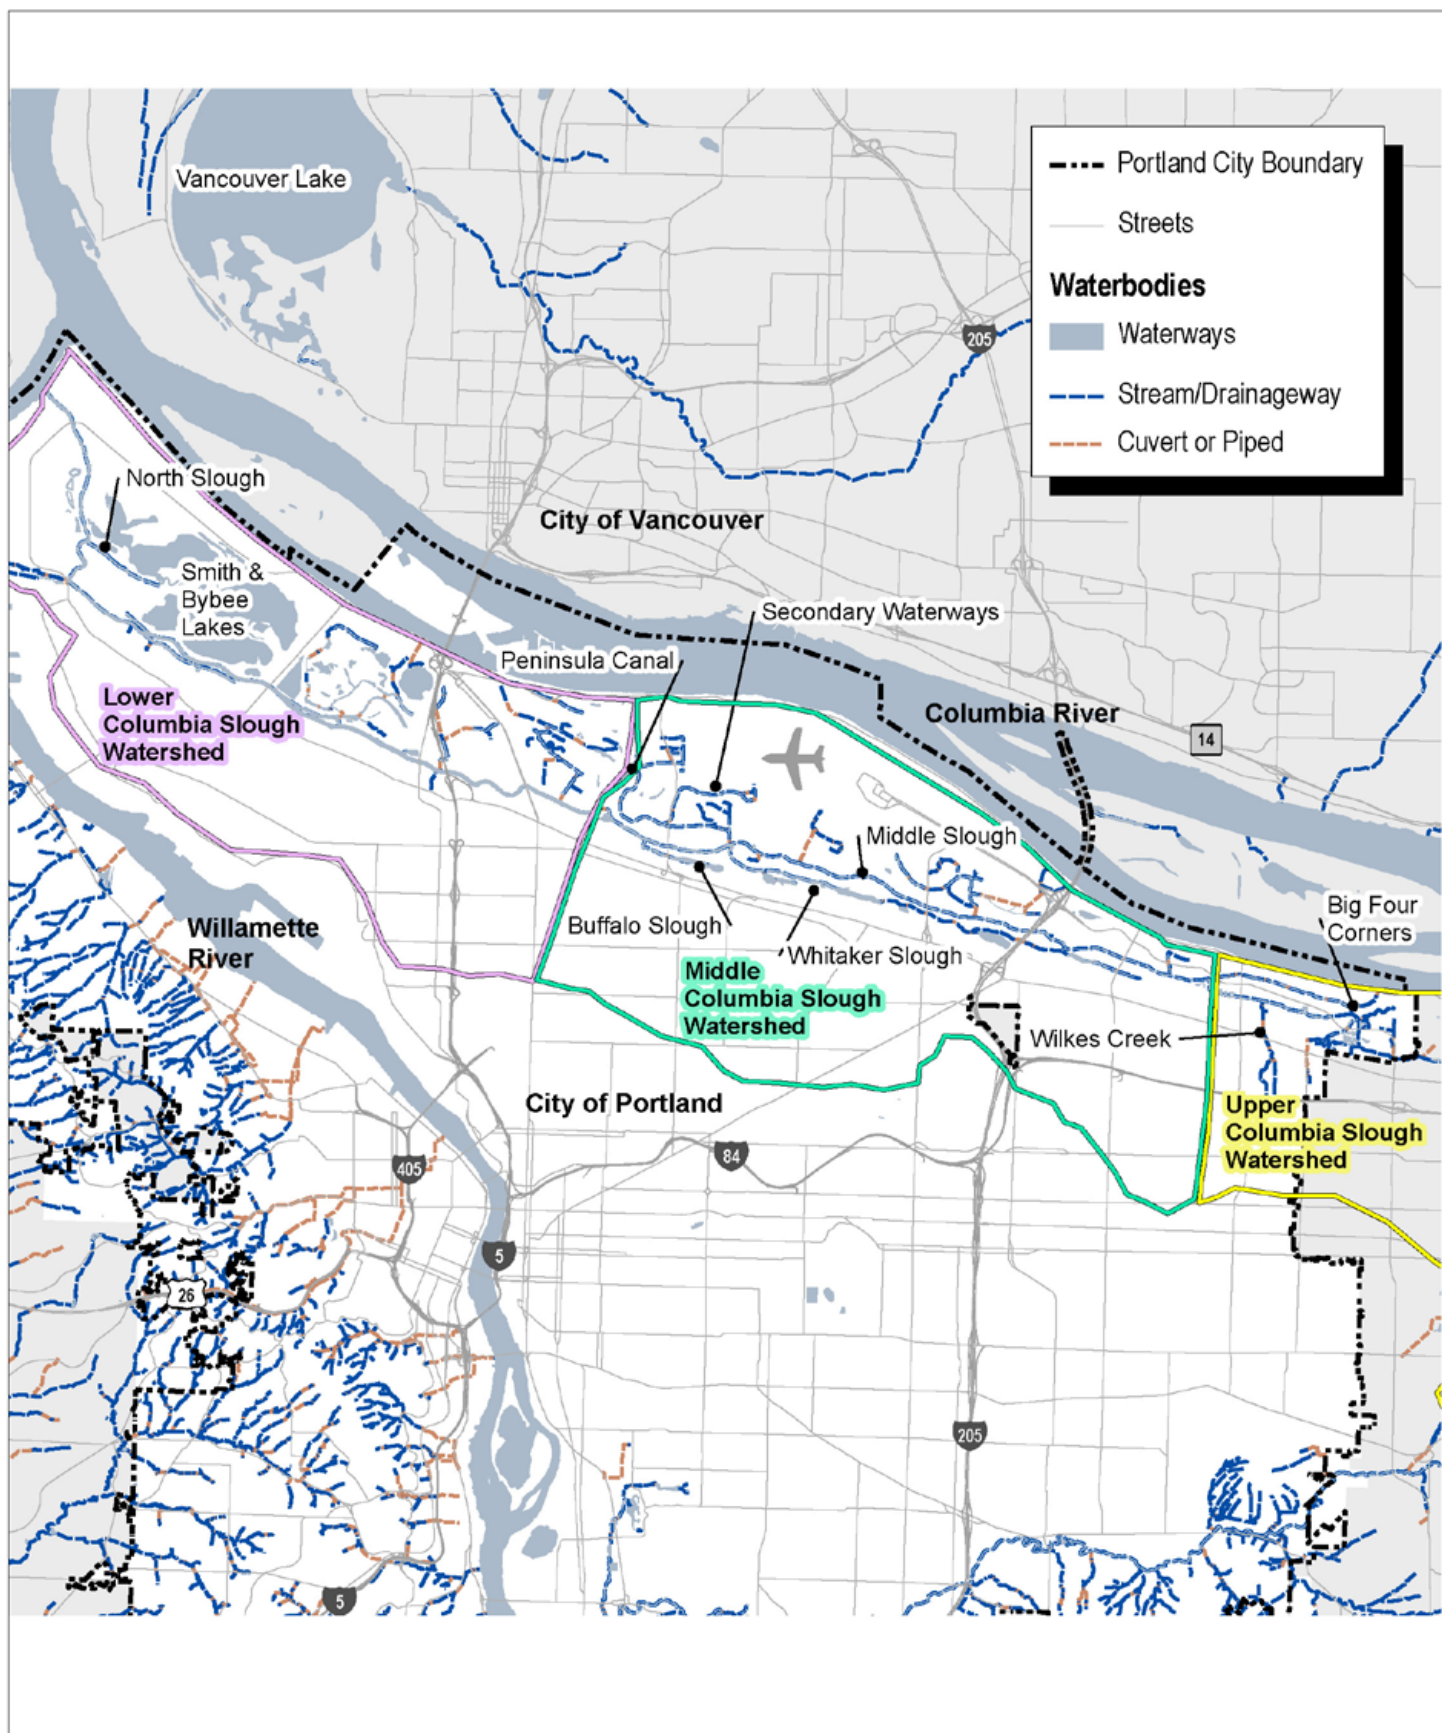 Vancouver Lake
Portland City Boundary
Streets
Waterbodies
Waterways
Stream/Drainageway
Cuvert or Piped
205
North Slough
City of Vancouver
Smith &
Bybee
Lakes
Secondary Waterways
Peninsula Canal
Lower
Columbia Slough
Watershed
Columbia River
14
Middle Slough
Big Four
Corners
Willamette
River
Buffalo Slough
Whitaker Slough
Middle
Columbia Slough
Watershed
Wilkes Creek
City of Portland
Upper
Columbia Slough
Watershed
405
84
5
26
205
5